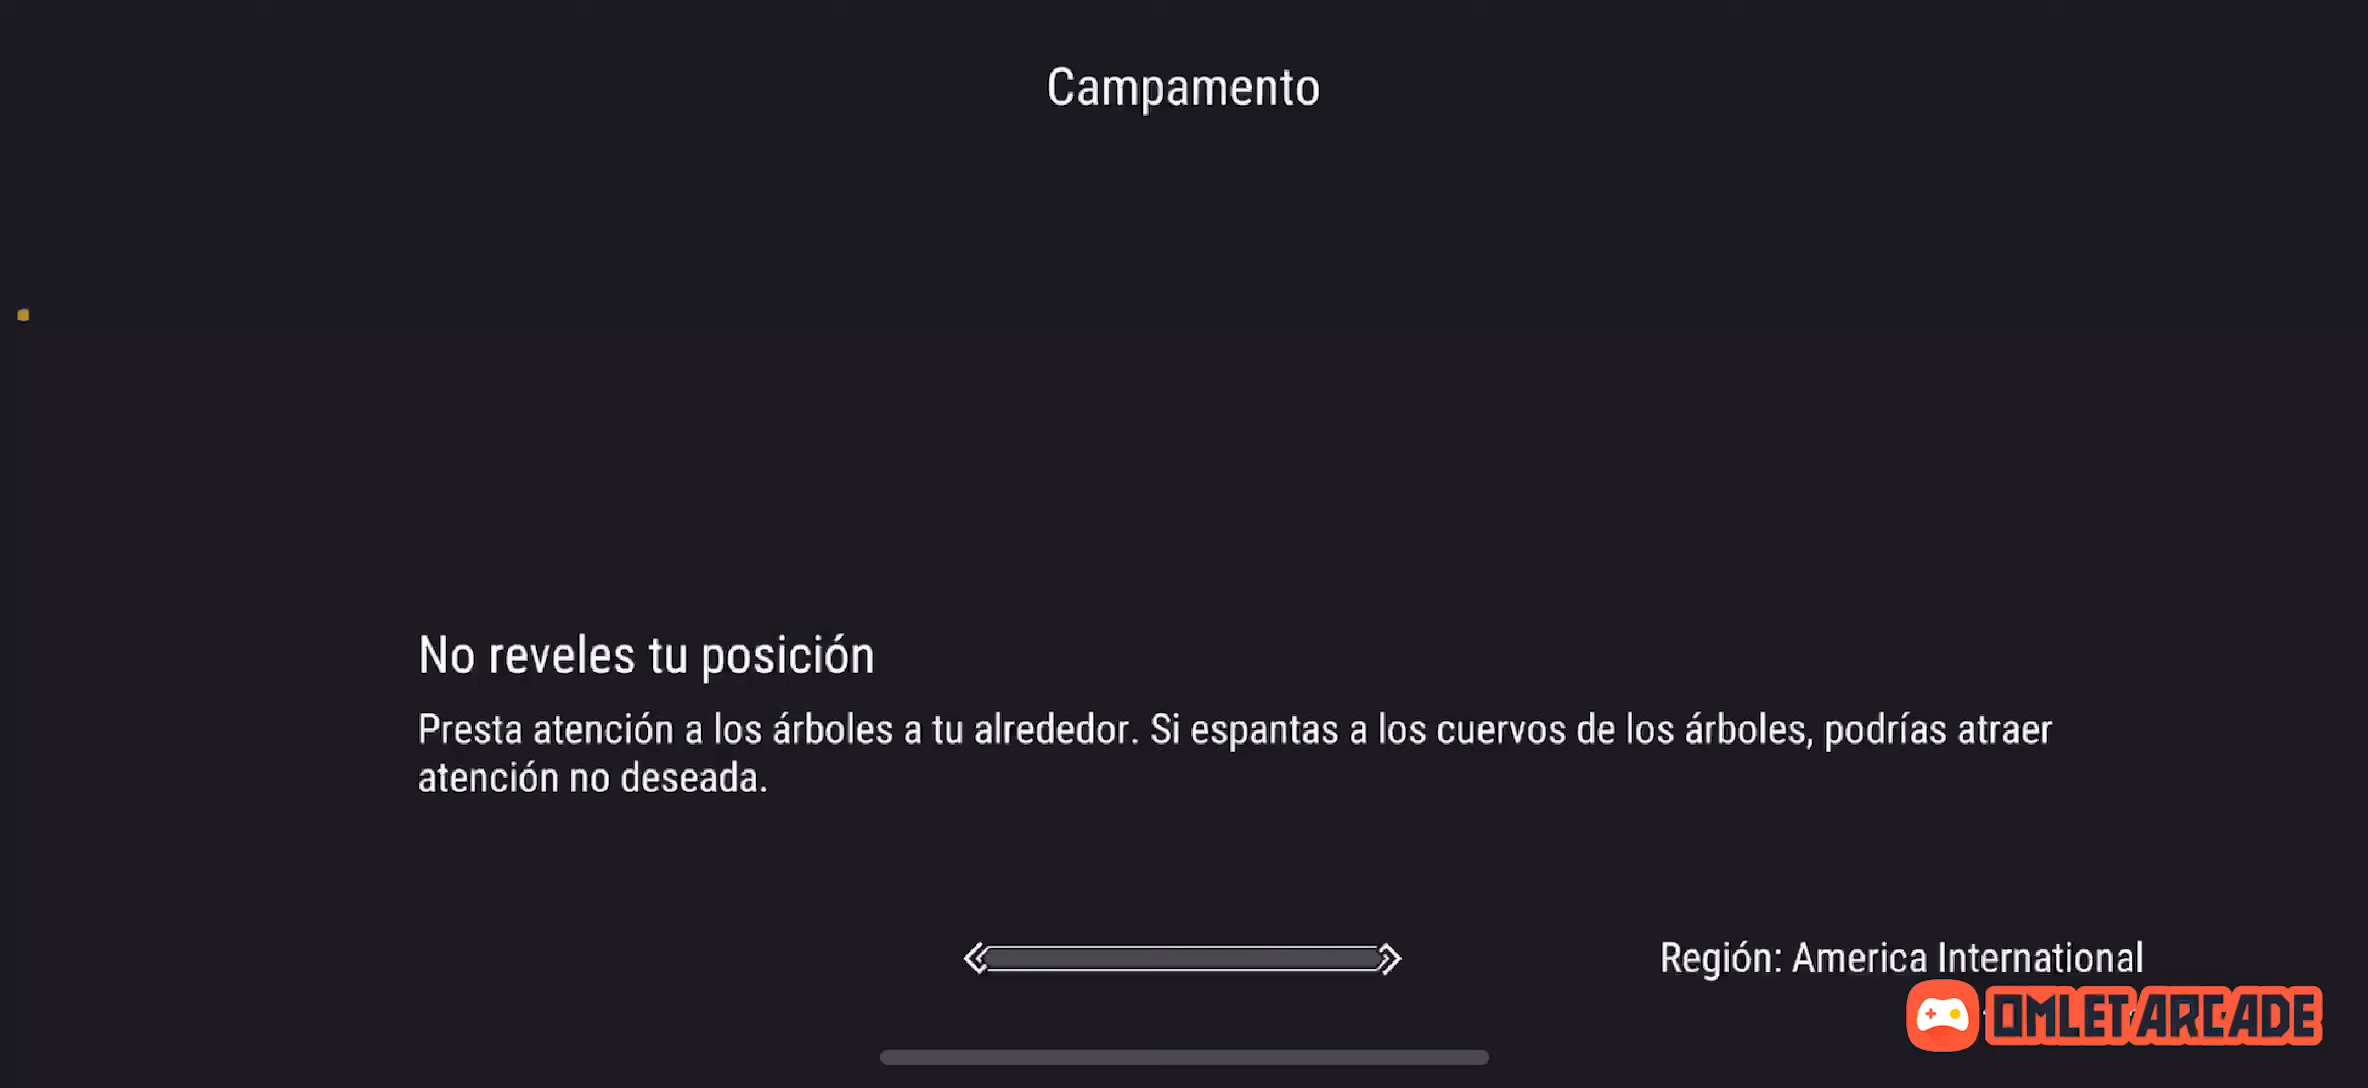 Campamento
No reveles tu posición
Presta atención a los árboles a tu alrededor. Si espantas a los cuervos de los árboles, podrías atraer
atención no deseada.
Región: America International
OMLET ARCADE